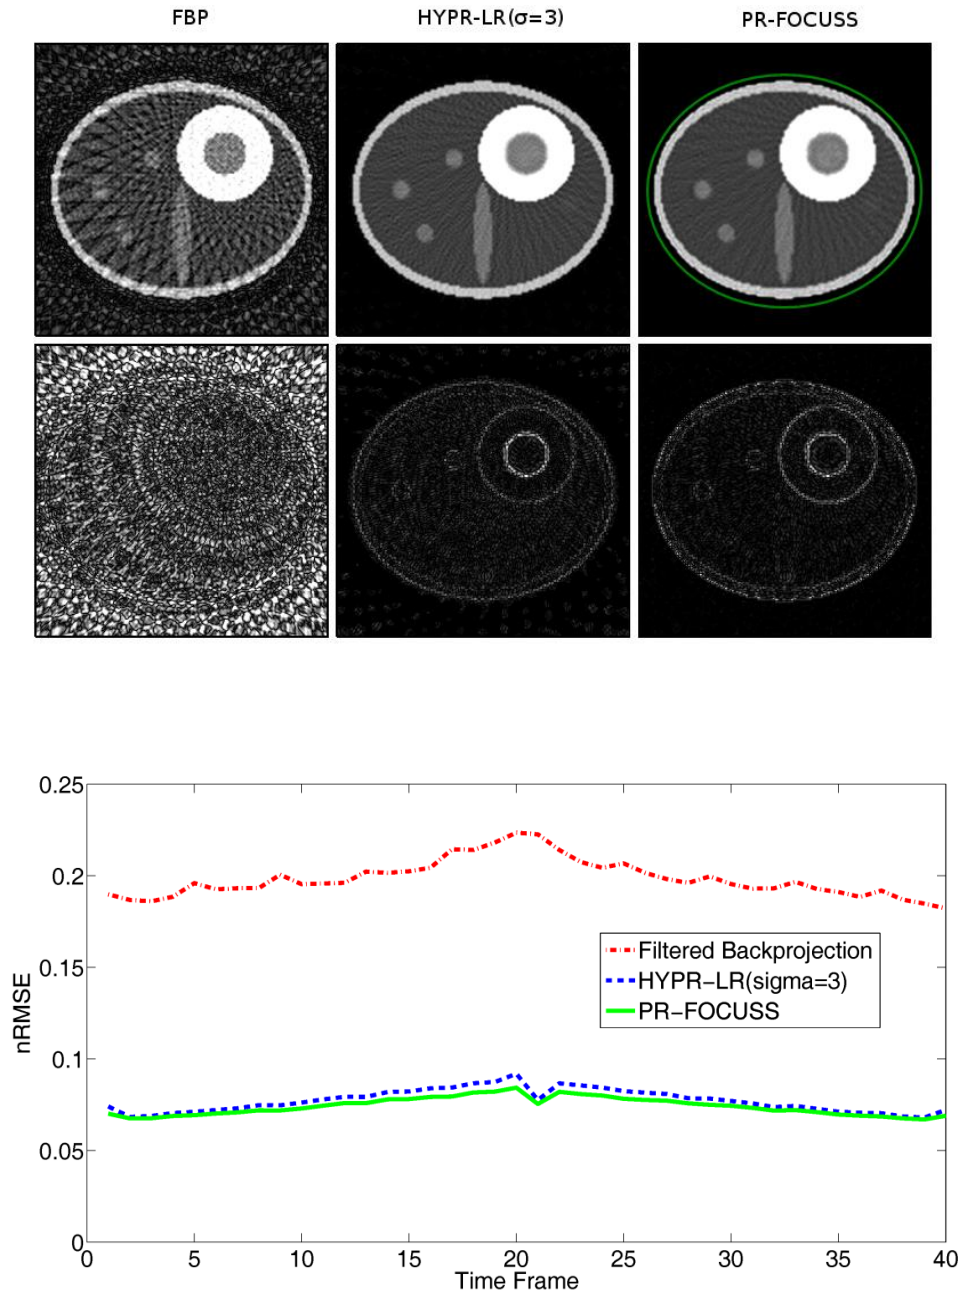 FBP
HYPR-LR(σ=3)
PR-FOCUSS
0.25
0.2
0.15
0.1
0.05
0
nRMSE
Filtered Backprojection
HYPR−LR(sigma=3)
PR−FOCUSS
0 5 10 15 20 25 30 35 40
Time Frame